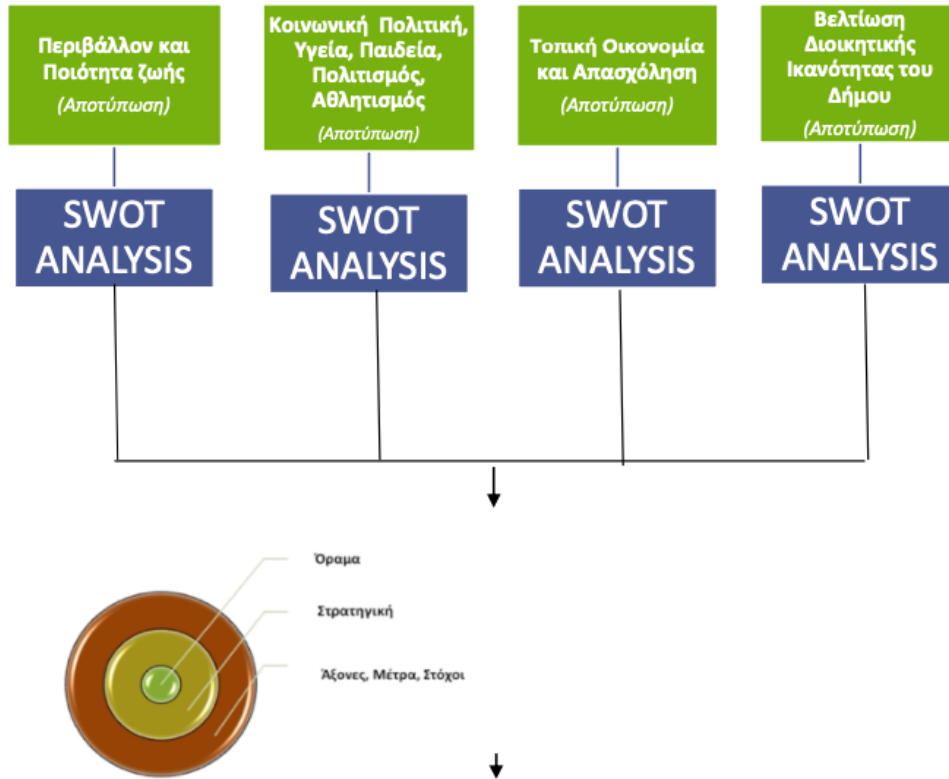 Περιβάλλον και
Ποιότητα ζωής
(Αποτύπωση)
Κοινωνική Πολιτική,
Υγεία, Παιδεία,
Πολιτισμός,
Αθλητισμός
(Αποτύπωση)
Τοπική Οικονομία
και Απασχόληση
(Αποτύπωση)
Βελτίωση
Διοικητικής
Ικανότητας του
Δήμου
(Αποτύπωση)
SWOT
ANALYSIS
SWOT
ANALYSIS
SWOT
ANALYSIS
SWOT
ANALYSIS
Όραμα
Στρατηγική
Άξονες, Μέτρα, Στόχοι